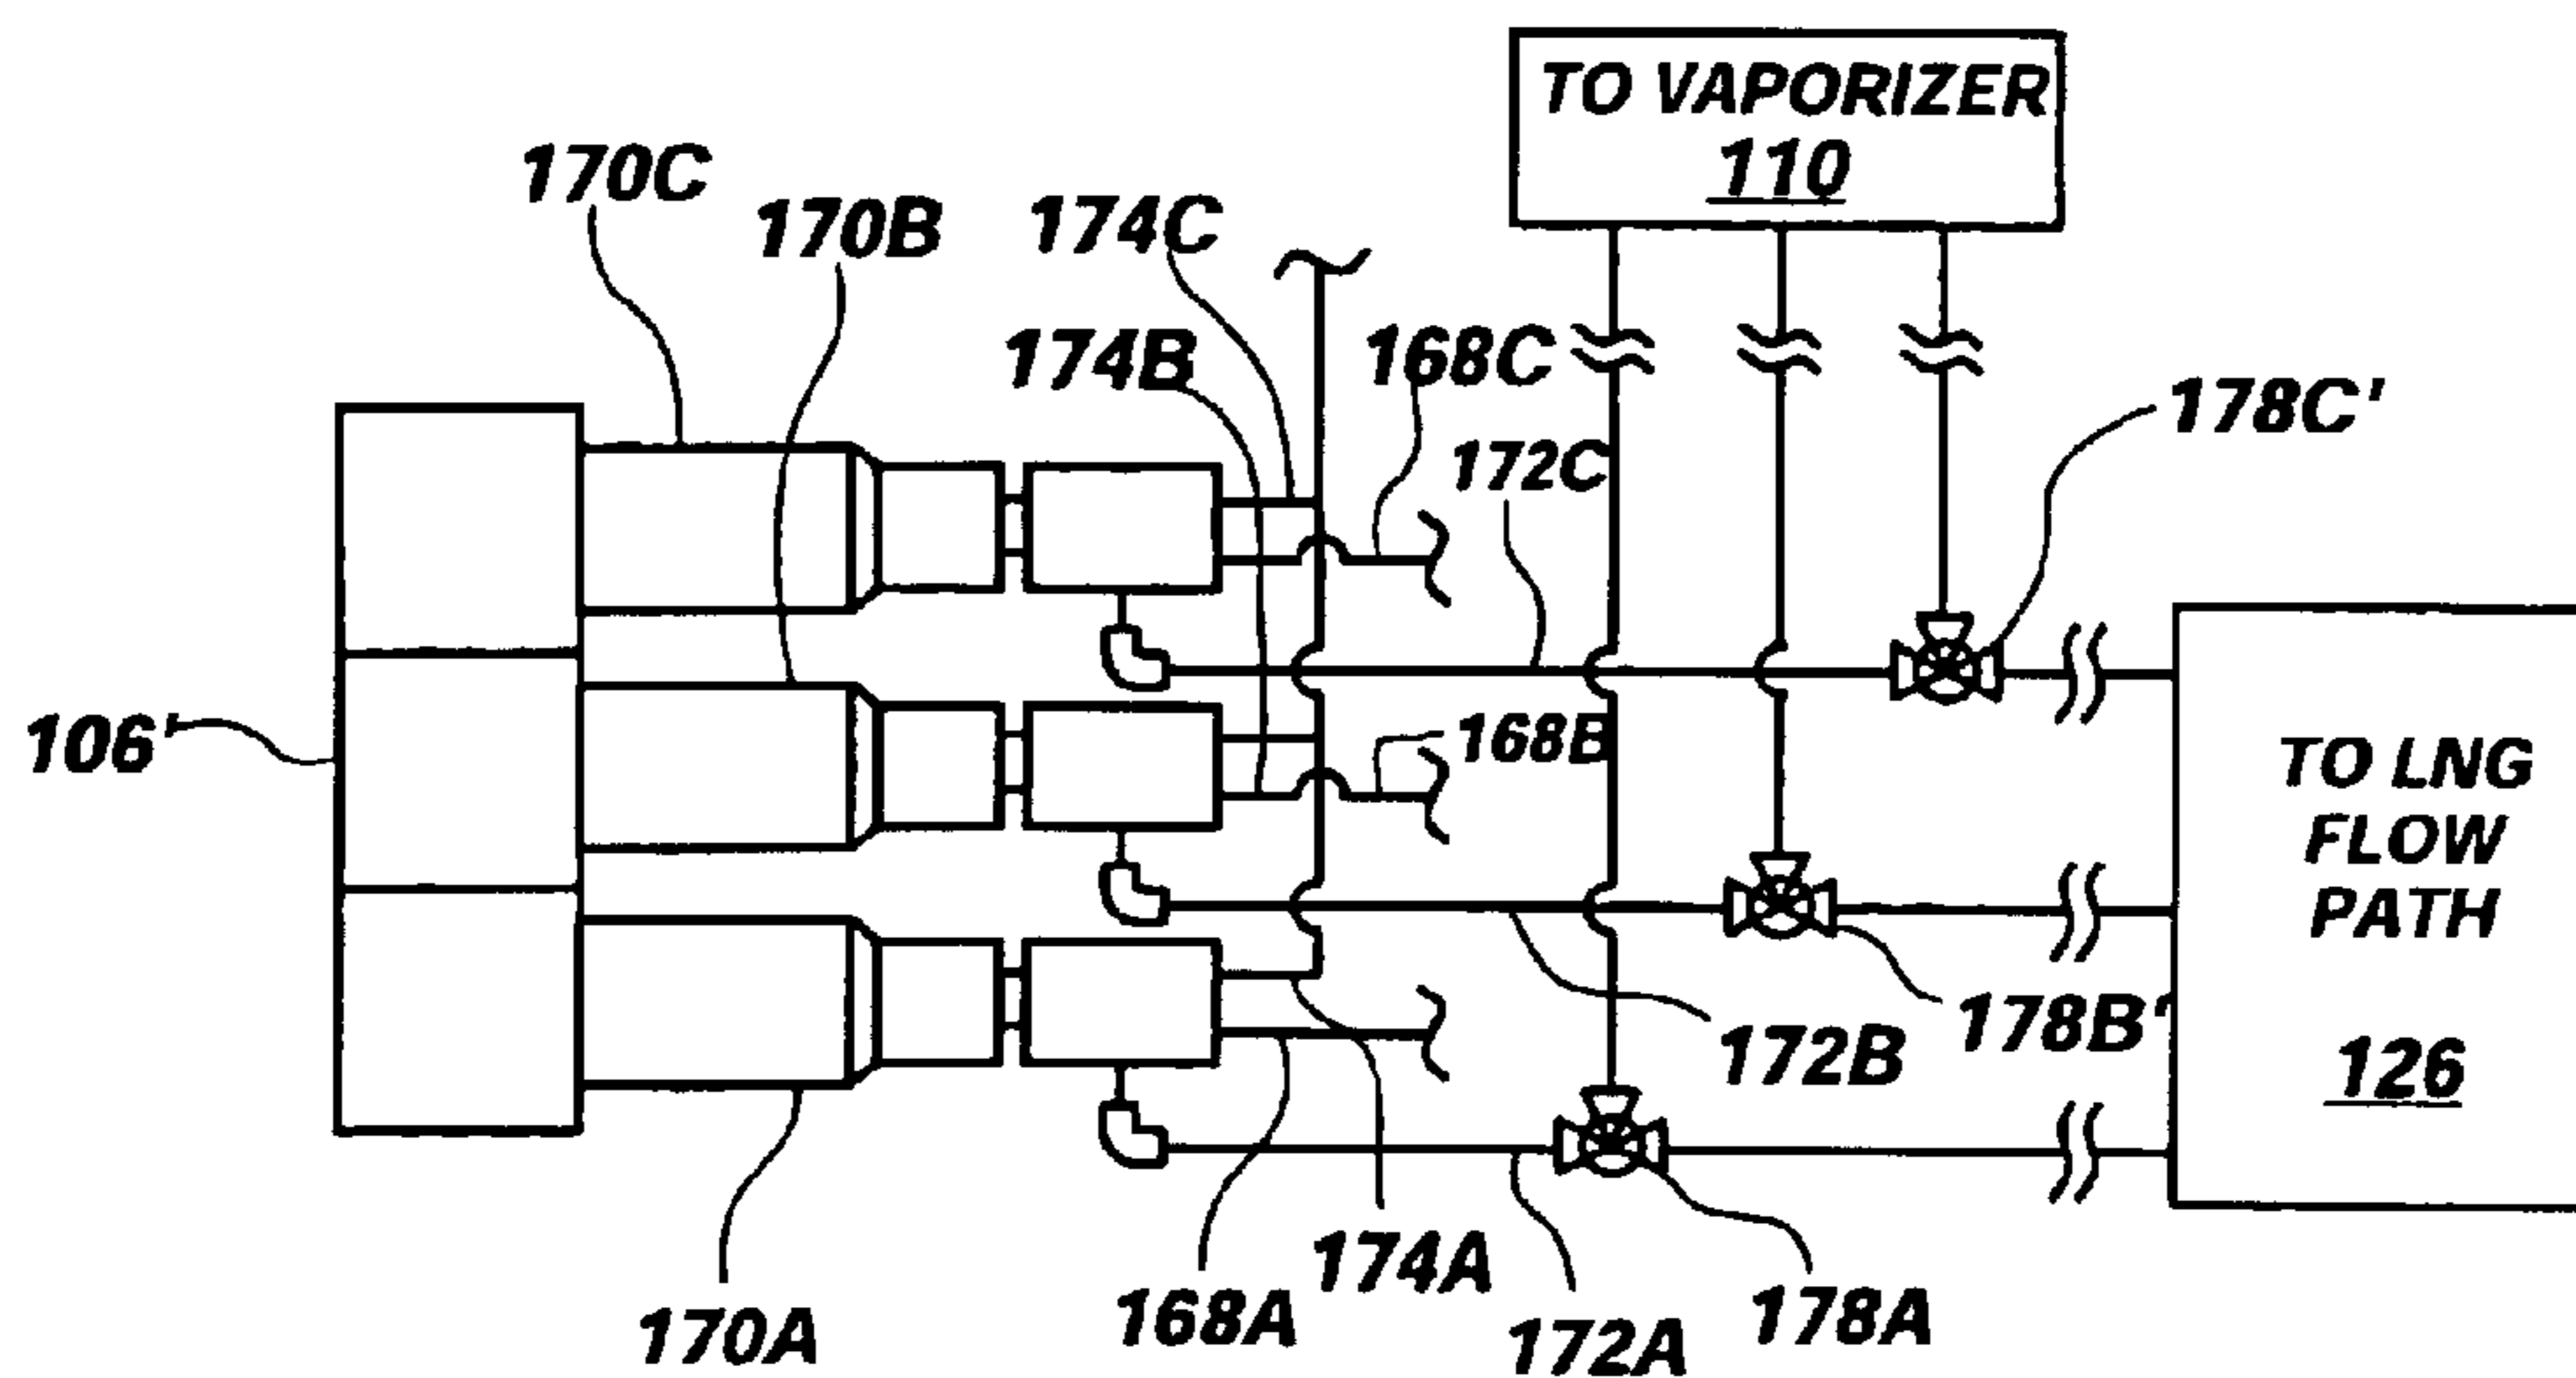 TO VAPORIZER
110
170C
170B
174C
174B
168C
178C'
172C
106'
168B
TO LNG
FLOW
PATH
126
178B'
172B
174A
168A
170A
172A
178A